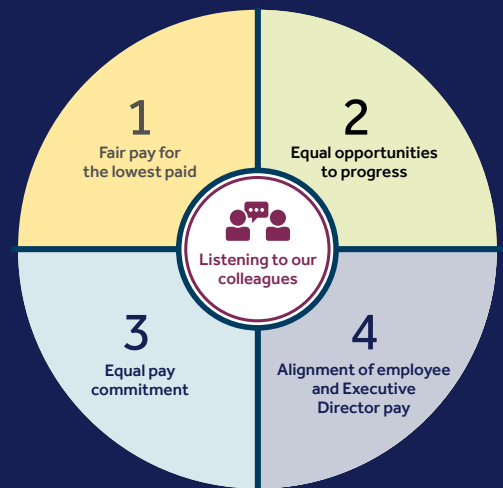 1
Fair pay for
the lowest paid
2
Equal opportunities
to progress
Listening to our
colleagues
3
Equal pay
commitment
4
Alignment of employee
and Executive
Director pay